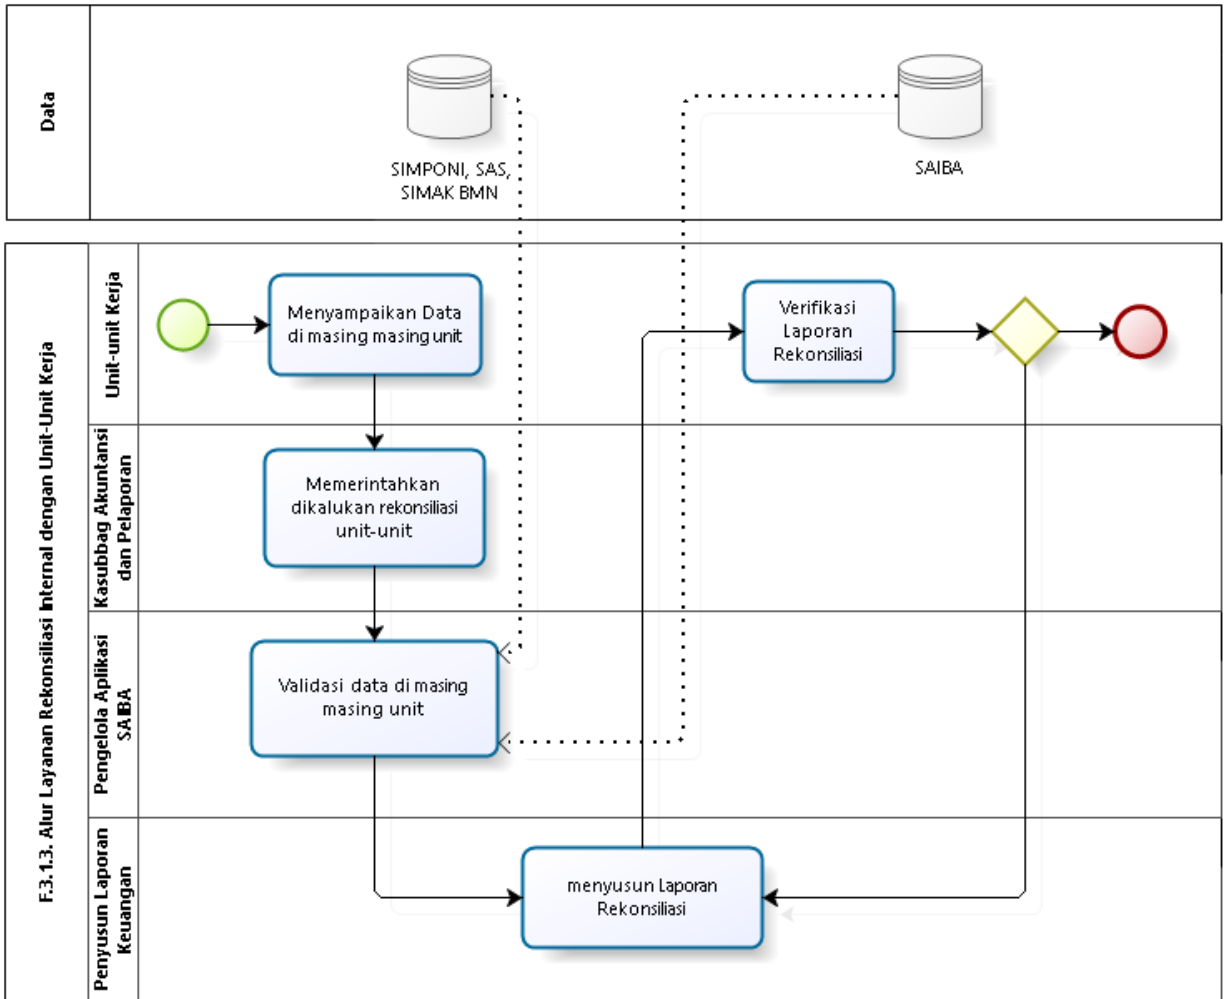 Data
SIMPONI, SAS,
SIMAK BMN
SAIBA
F.3.1.3. Alur Layanan Rekonsiliasi Internal dengan Unit-Unit Kerja
Unit-unit Kerja
Menyampaikan Data
di masing masing unit
Verifikasi
Laporan
Rekonsiliasi
Kasubbag Akuntansi
dan Pelaporan
Memerintahkan
dikalukan rekonsiliasi
unit-unit
Pengelola Aplikasi
SAIBA
Validasi data di masing
masing unit
Penyusun Laporan
Keuangan
menyusun Laporan
Rekonsiliasi